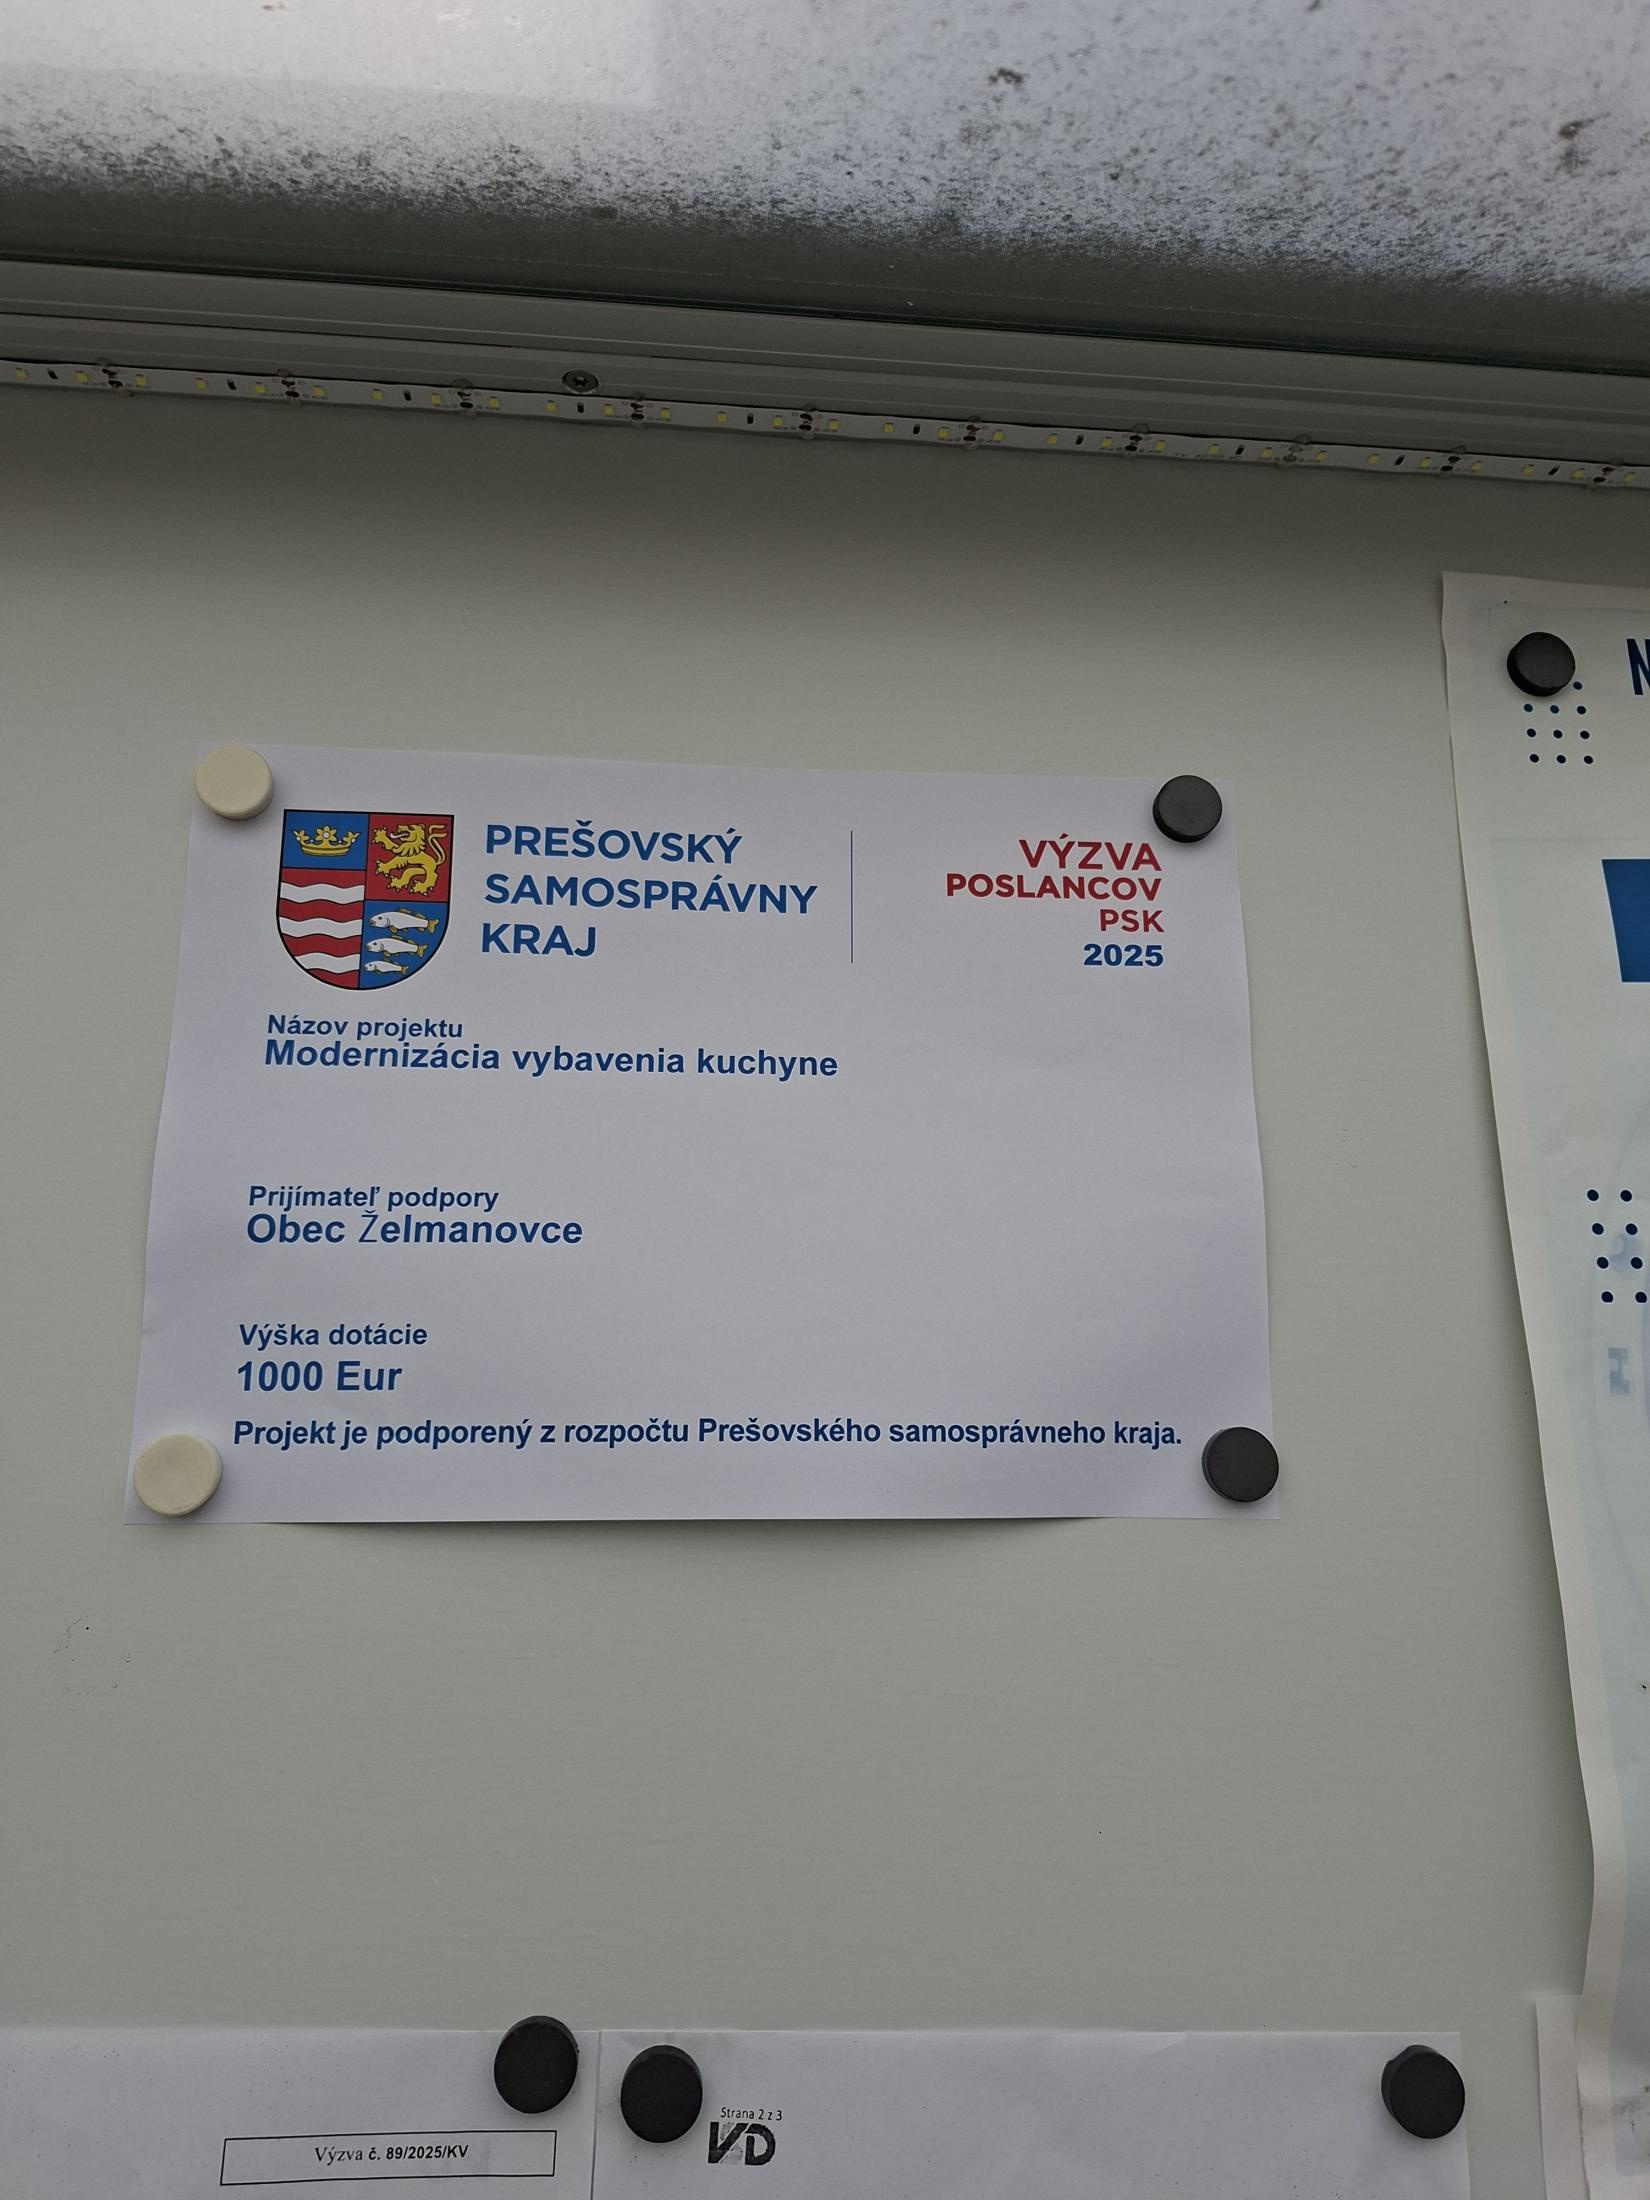 PREŠOVSKÝ
SAMOSPRÁVNY
KRAJ
VÝZVA
POSLANCOV
PSK
2025
Názov projektu
Modernizácia vybavenia kuchyne
Prijímateľ podpory
Obec Želmanovce
Výška dotácie
1000 Eur
Projekt je podporený z rozpočtu Prešovského samosprávneho kraja.
N
Výzva č. 89/2025/KV
Strana 2 z 3
VD